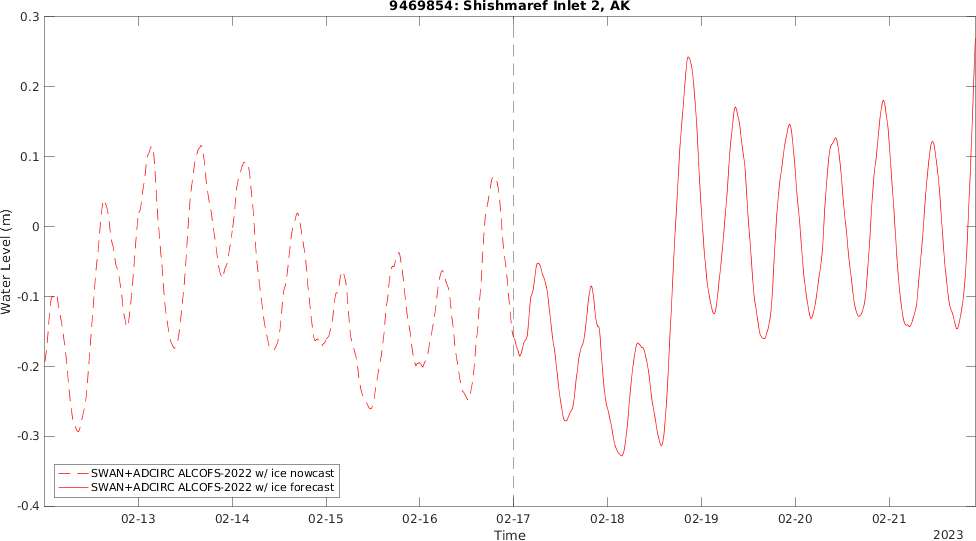 9469854: Shishmaref Inlet 2, AK
0.3
0.2
0.1
0
-0.1
-0.2
-0.3
-0.4
Water Level (m)
SWAN+ADCIRC ALCOFS-2022 w/ ice nowcast
SWAN+ADCIRC ALCOFS-2022 w/ ice forecast
02-13 02-14 02-15 02-16 02-17 02-18 02-19 02-20 02-21
Time
2023